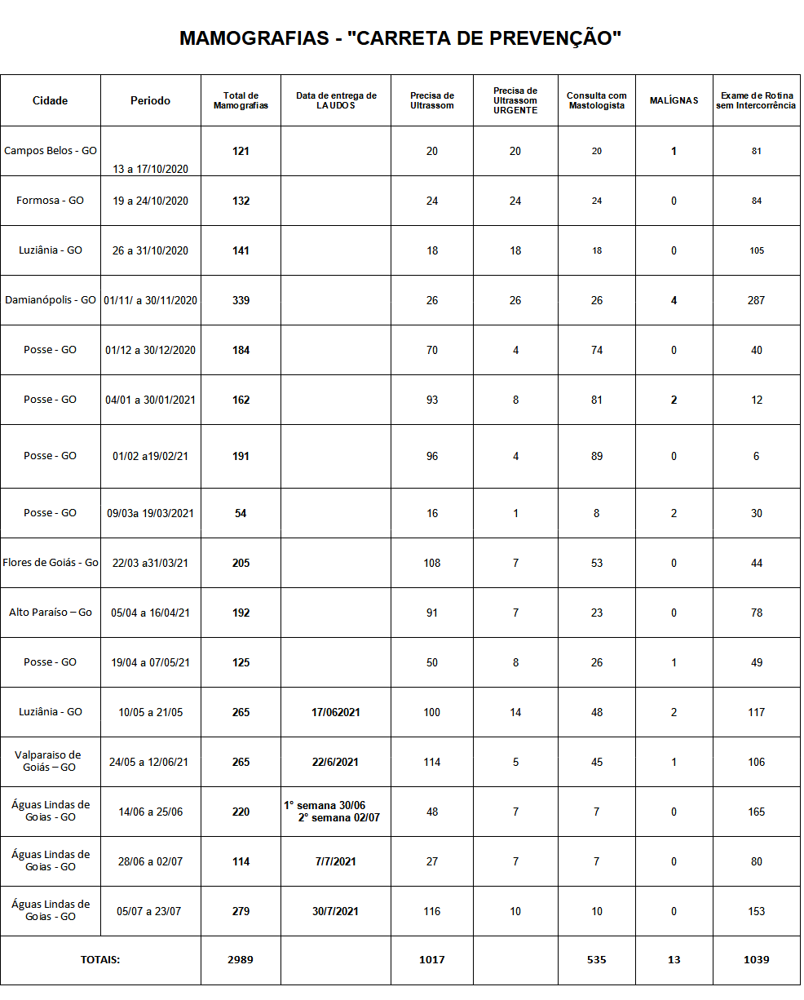 MAMOGRAFIAS - "CARRETA DE PREVENÇÃO"
Cidade Periodo Total de Mamografias Data de entrega de LAUDOS Precisa de Ultrassom Precisa de Ultrassom URGENTE Consulta com Mastologista MALÍGNAS Exame de Rotina sem Intercorrência
Campos Belos - GO 13 a 17/10/2020 121 20 20 20 1 81
Formosa - GO 19 a 24/10/2020 132 24 24 24 0 84
Luziânia - GO 26 a 31/10/2020 141 18 18 18 0 105
Damianópolis - GO 01/11/ a 30/11/2020 339 26 26 26 4 287
Posse - GO 01/12 a 30/12/2020 184 70 4 74 0 40
Posse - GO 04/01 a 30/01/2021 162 93 8 81 2 12
Posse - GO 01/02 a19/02/21 191 96 4 89 0 6
Posse - GO 09/03a 19/03/2021 54 16 1 8 2 30
Flores de Goiás - Go 22/03 a31/03/21 205 108 7 53 0 44
Alto Paraíso – Go 05/04 a 16/04/21 192 91 7 23 0 78
Posse - GO 19/04 a 07/05/21 125 50 8 26 1 49
Luziânia - GO 10/05 a 21/05 265 17/062021 100 14 48 2 117
Valparaiso de Goiás – GO 24/05 a 12/06/21 265 22/6/2021 114 5 45 1 106
Águas Lindas de Goias - GO 14/06 a 25/06 220 1° semana 30/06 2° semana 02/07 48 7 7 0 165
Águas Lindas de Goias - GO 28/06 a 02/07 114 7/7/2021 27 7 7 0 80
Águas Lindas de Goias - GO 05/07 a 23/07 279 30/7/2021 116 10 10 0 153
TOTAIS: 2989 1017 535 13 1039